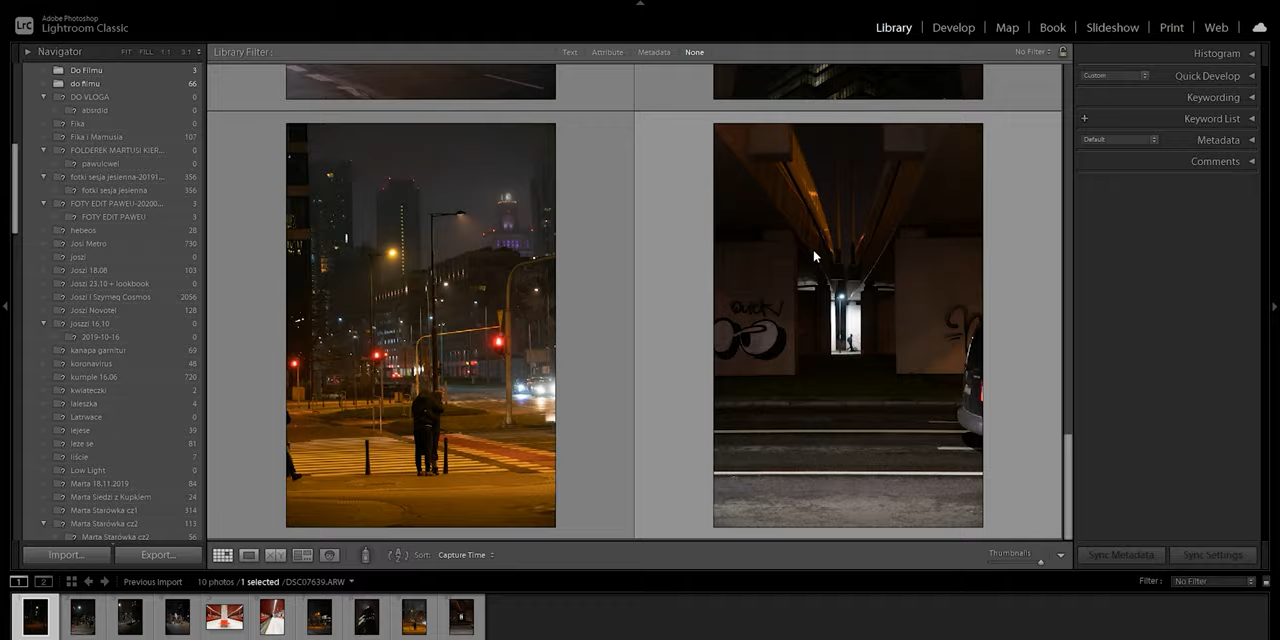 Lrc
Adobe Photoshop
Lightroom Classic
Library | Develop | Map | Book | Slideshow | Print | Web
Navigator FIT FILL 1:1 3:1
Library Filter : Text Attribute Metadata None No Filter
Histogram
Custom Quick Develop
Keywording
+ Keyword List
Default Metadata
Comments
Do Filmu 3
do filmu 66
DO VLOGA 0
absrdid 0
Fika 0
Fika i Mamusia 107
FOLDEREK MARTUSI KIER... 0
pawulcwel 0
fotki sesja jesienna-20191... 356
fotki sesja jesienna 356
FOTY EDIT PAWEU-20200... 3
FOTY EDIT PAWEU 3
hebeos 28
Josi Metro 730
joszi 0
Joszi 18.08 103
Joszi 23.10 + lookbook 0
Joszi i Szymeq Cosmos 2056
Joszi Novotel 128
joszzi 16,10 0
2019-10-16 0
kanapa garnitur 69
koronavirus 48
kumple 16.06 720
kwiateczki 2
laleszka 4
Latrwace 0
lejese 39
leze se 81
liście 7
Low Light 0
Marta 18.11.2019 84
Marta Siedzi z Kupklem 24
Marta Starówka cz1 314
Marta Starówka cz2 113
Marta Starówka cz2 56
Import... Export...
Sort: Capture Time
Thumbnails
Sync Metadata Sync Settings
1 2 Previous Import 10 photos / 1 selected / DSC07639.ARW
Filter : No Filter